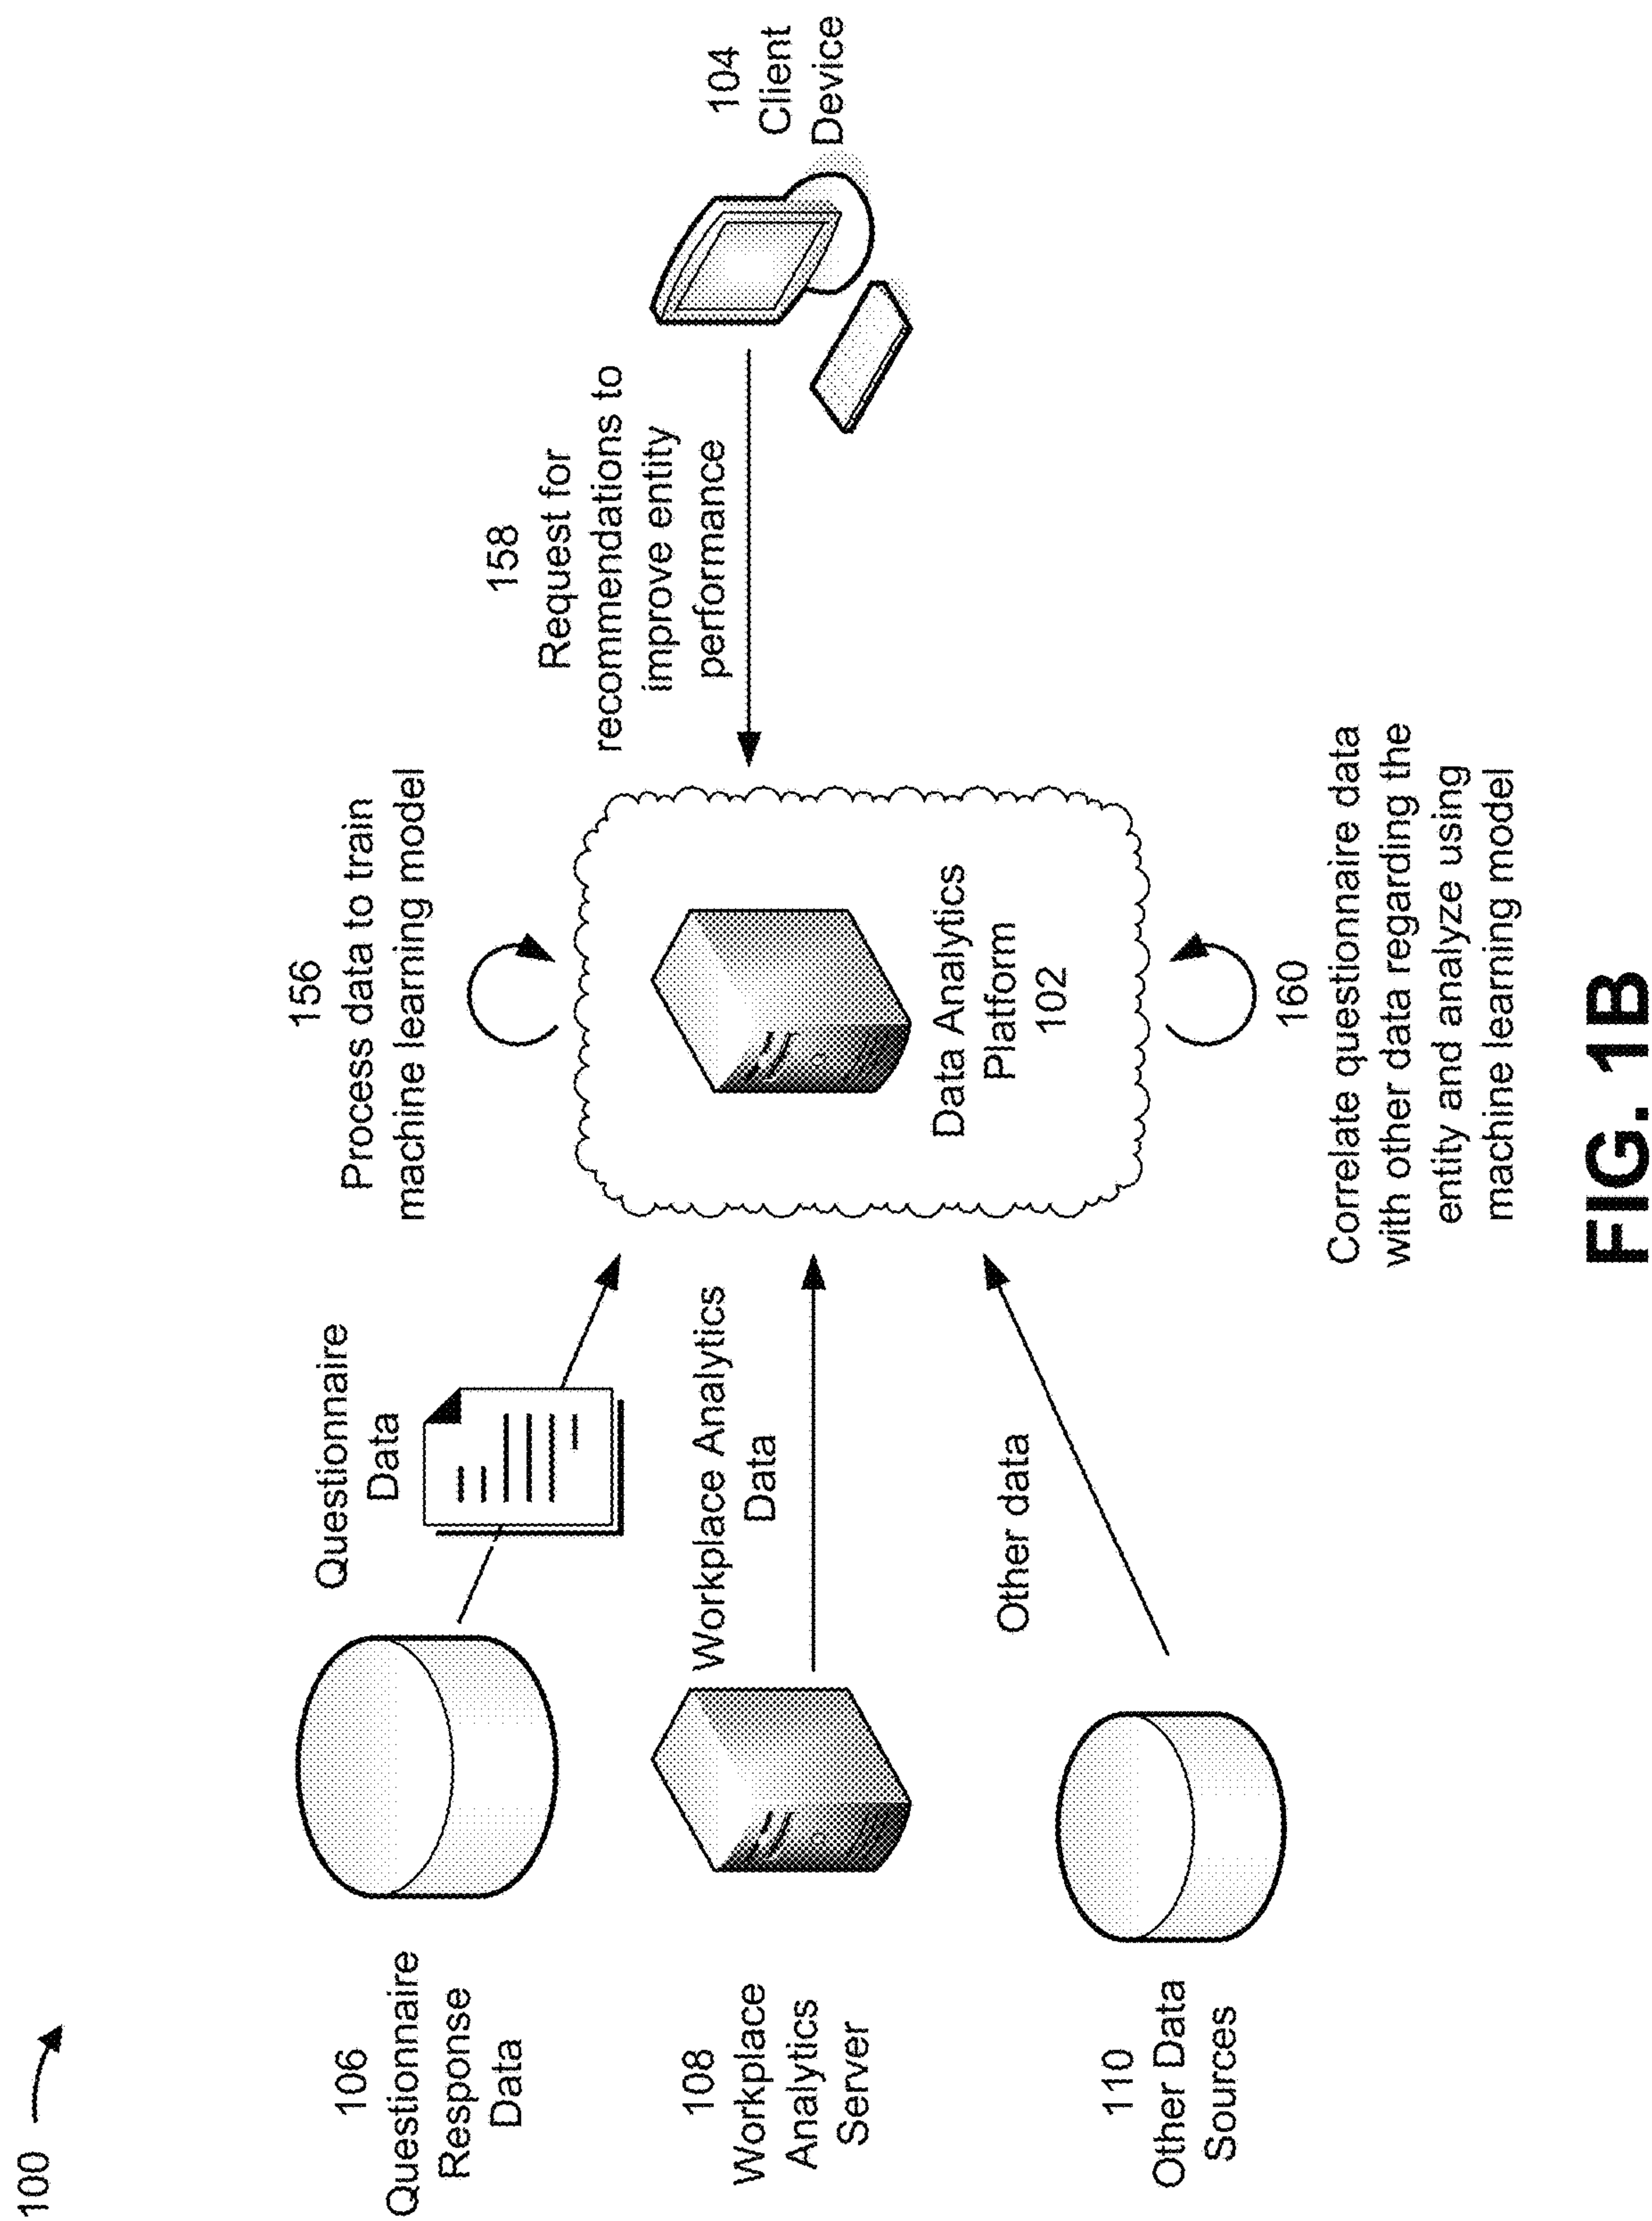 100
106
Questionnaire
Response
Data
Questionnaire
Data
156
Process data to train
machine learning model
158
Request for
recommendations to
improve entity
performance
104
Client
Device
108
Workplace
Analytics
Server
Workplace Analytics
Data
Data Analytics
Platform
102
110
Other Data
Sources
Other data
160
Correlate questionnaire data
with other data regarding the
entity and analyze using
machine learning model
FIG. 1B